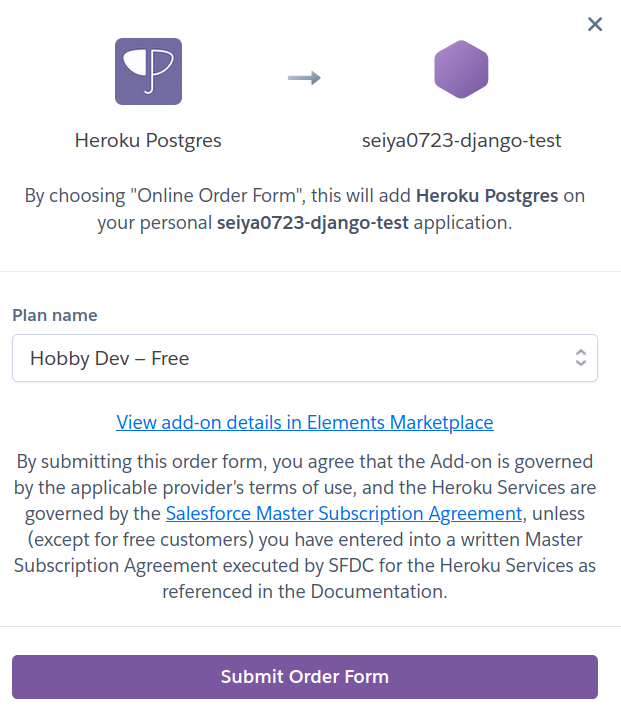 Heroku Postgres
seiya0723-django-test
By choosing "Online Order Form", this will add Heroku Postgres on
your personal seiya0723-django-test application.
Plan name
Hobby Dev – Free
View add-on details in Elements Marketplace
By submitting this order form, you agree that the Add-on is governed
by the applicable provider's terms of use, and the Heroku Services are
governed by the Salesforce Master Subscription Agreement, unless
(except for free customers) you have entered into a written Master
Subscription Agreement executed by SFDC for the Heroku Services as
referenced in the Documentation.
Submit Order Form